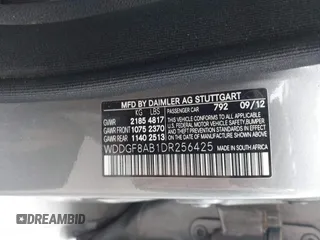 MFD BY DAIMLER AG STUTTGART
PASSENGER CAR 792 09/12
KG LBS
GVWR 2185 4817
GAWR FRONT 1075 2370
GAWR REAR 1140 2513
THIS VEHICLE CONFORMS TO ALL APPLICABLE
U.S. FEDERAL MOTOR VEHICLE SAFETY, BUMPER
AND THEFT PREVENTION STANDARDS IN EFFECT ON
THE DATE OF MANUFACTURE SHOWN ABOVE.
WDDGF8AB1DR256425
MADE IN SOUTH AFRICA
DREAMBID.COM